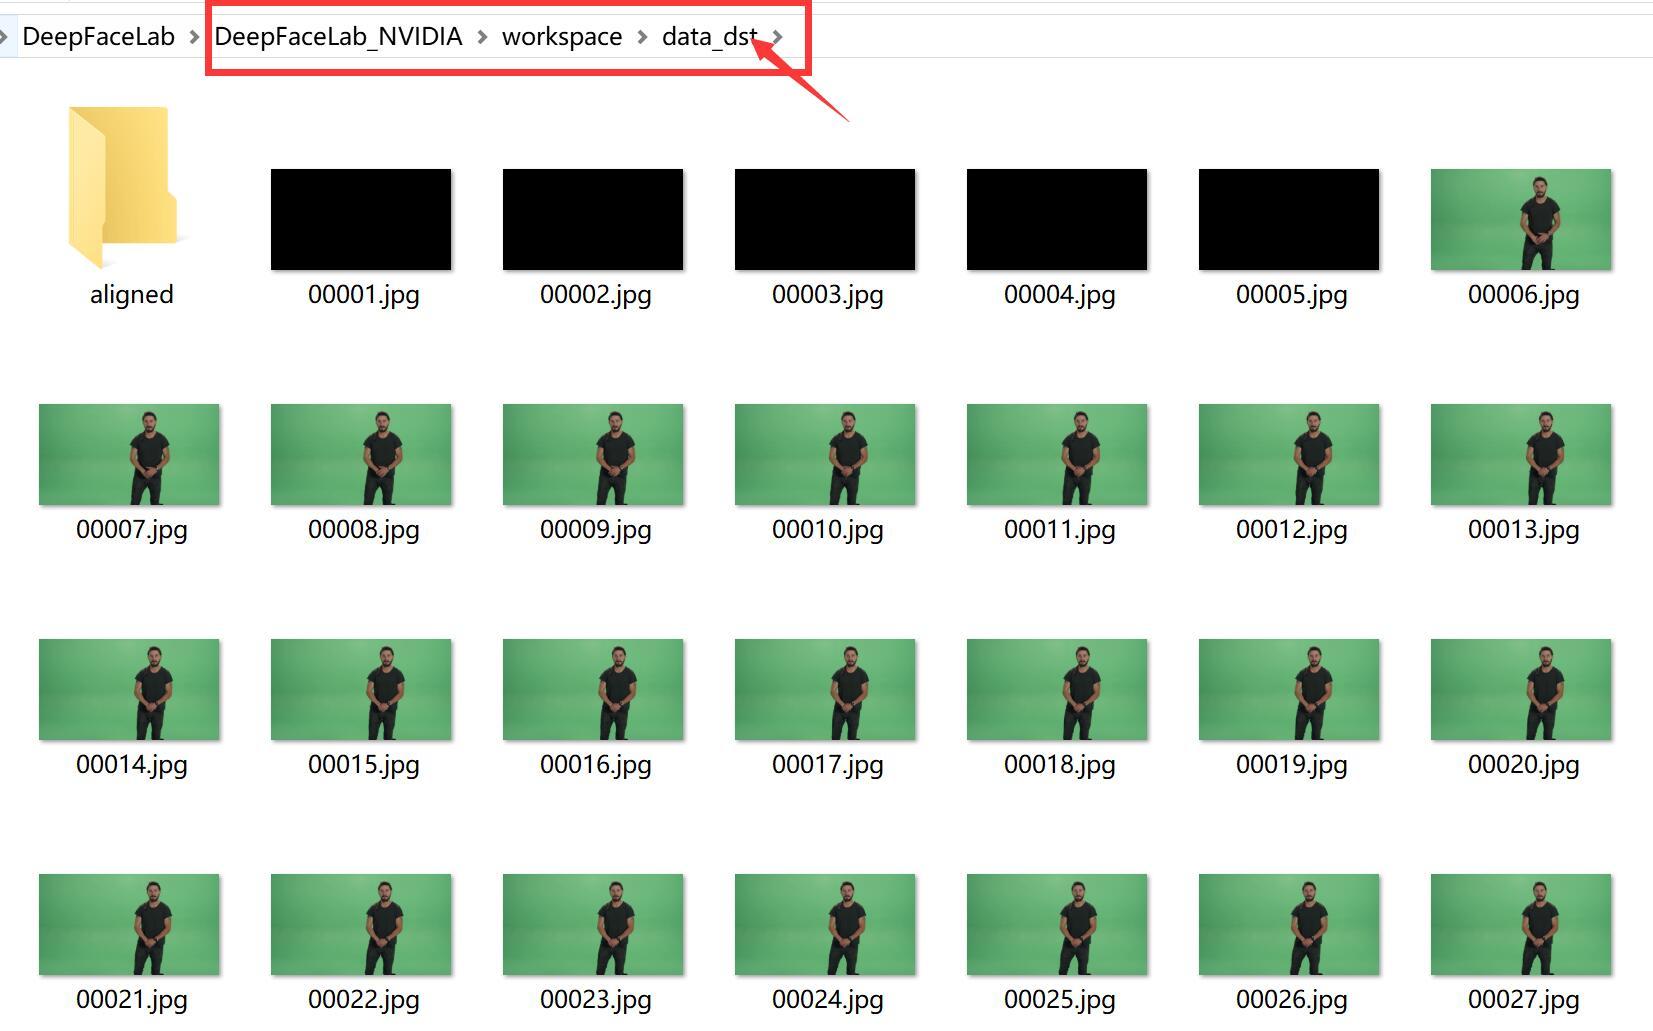 DeepFaceLab > DeepFaceLab_NVIDIA > workspace > data_dst >
aligned 00001.jpg 00002.jpg 00003.jpg 00004.jpg 00005.jpg 00006.jpg
00007.jpg 00008.jpg 00009.jpg 00010.jpg 00011.jpg 00012.jpg 00013.jpg
00014.jpg 00015.jpg 00016.jpg 00017.jpg 00018.jpg 00019.jpg 00020.jpg
00021.jpg 00022.jpg 00023.jpg 00024.jpg 00025.jpg 00026.jpg 00027.jpg